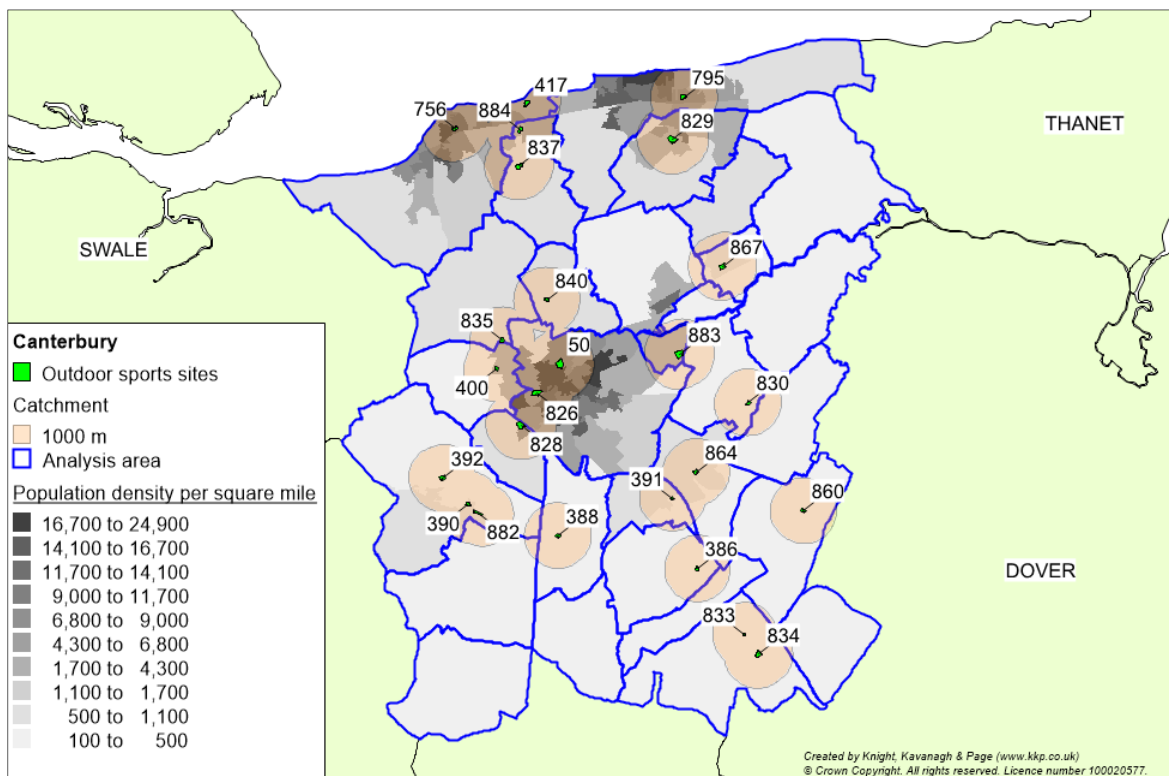 417
795
756
884
829
THANET
837
SWALE
867
840
835
50
883
400
830
826
828
864
392
391
860
390
882
388
386
DOVER
833
834
Canterbury
Outdoor sports sites
Catchment
1000 m
Analysis area
Population density per square mile
16,700 to 24,900
14,100 to 16,700
11,700 to 14,100
9,000 to 11,700
6,800 to 9,000
4,300 to 6,800
1,700 to 4,300
1,100 to 1,700
500 to 1,100
100 to 500
Created by Knight, Kavanagh & Page (www.kkp.co.uk)
© Crown Copyright. All rights reserved. Licence number 100020577.